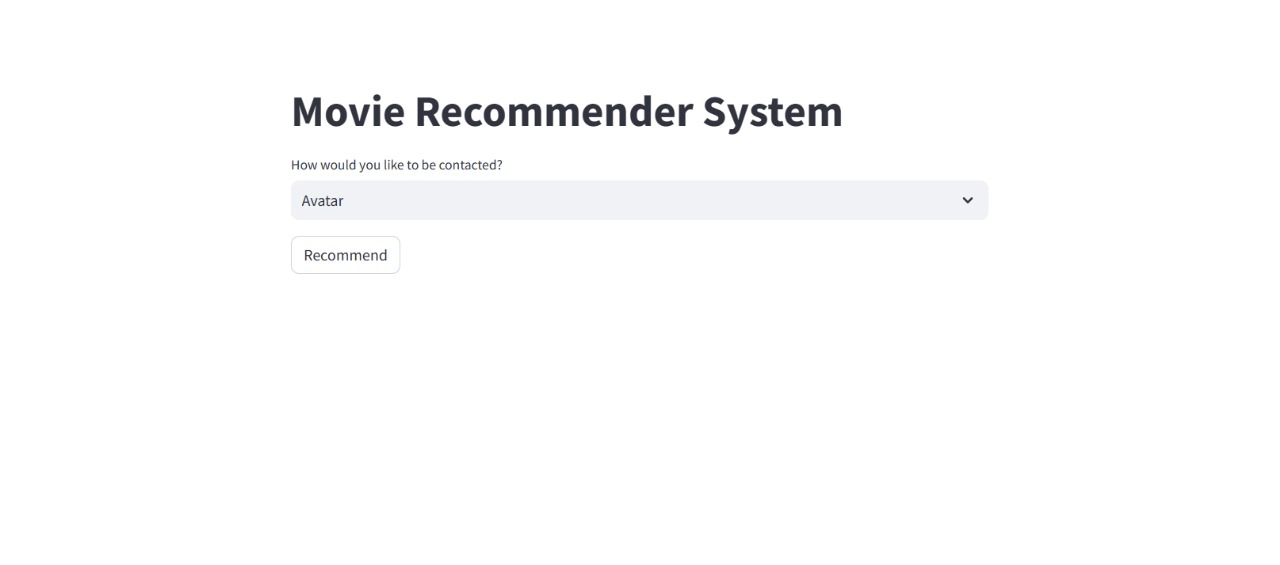 Movie Recommender System
How would you like to be contacted?
Avatar
Recommend